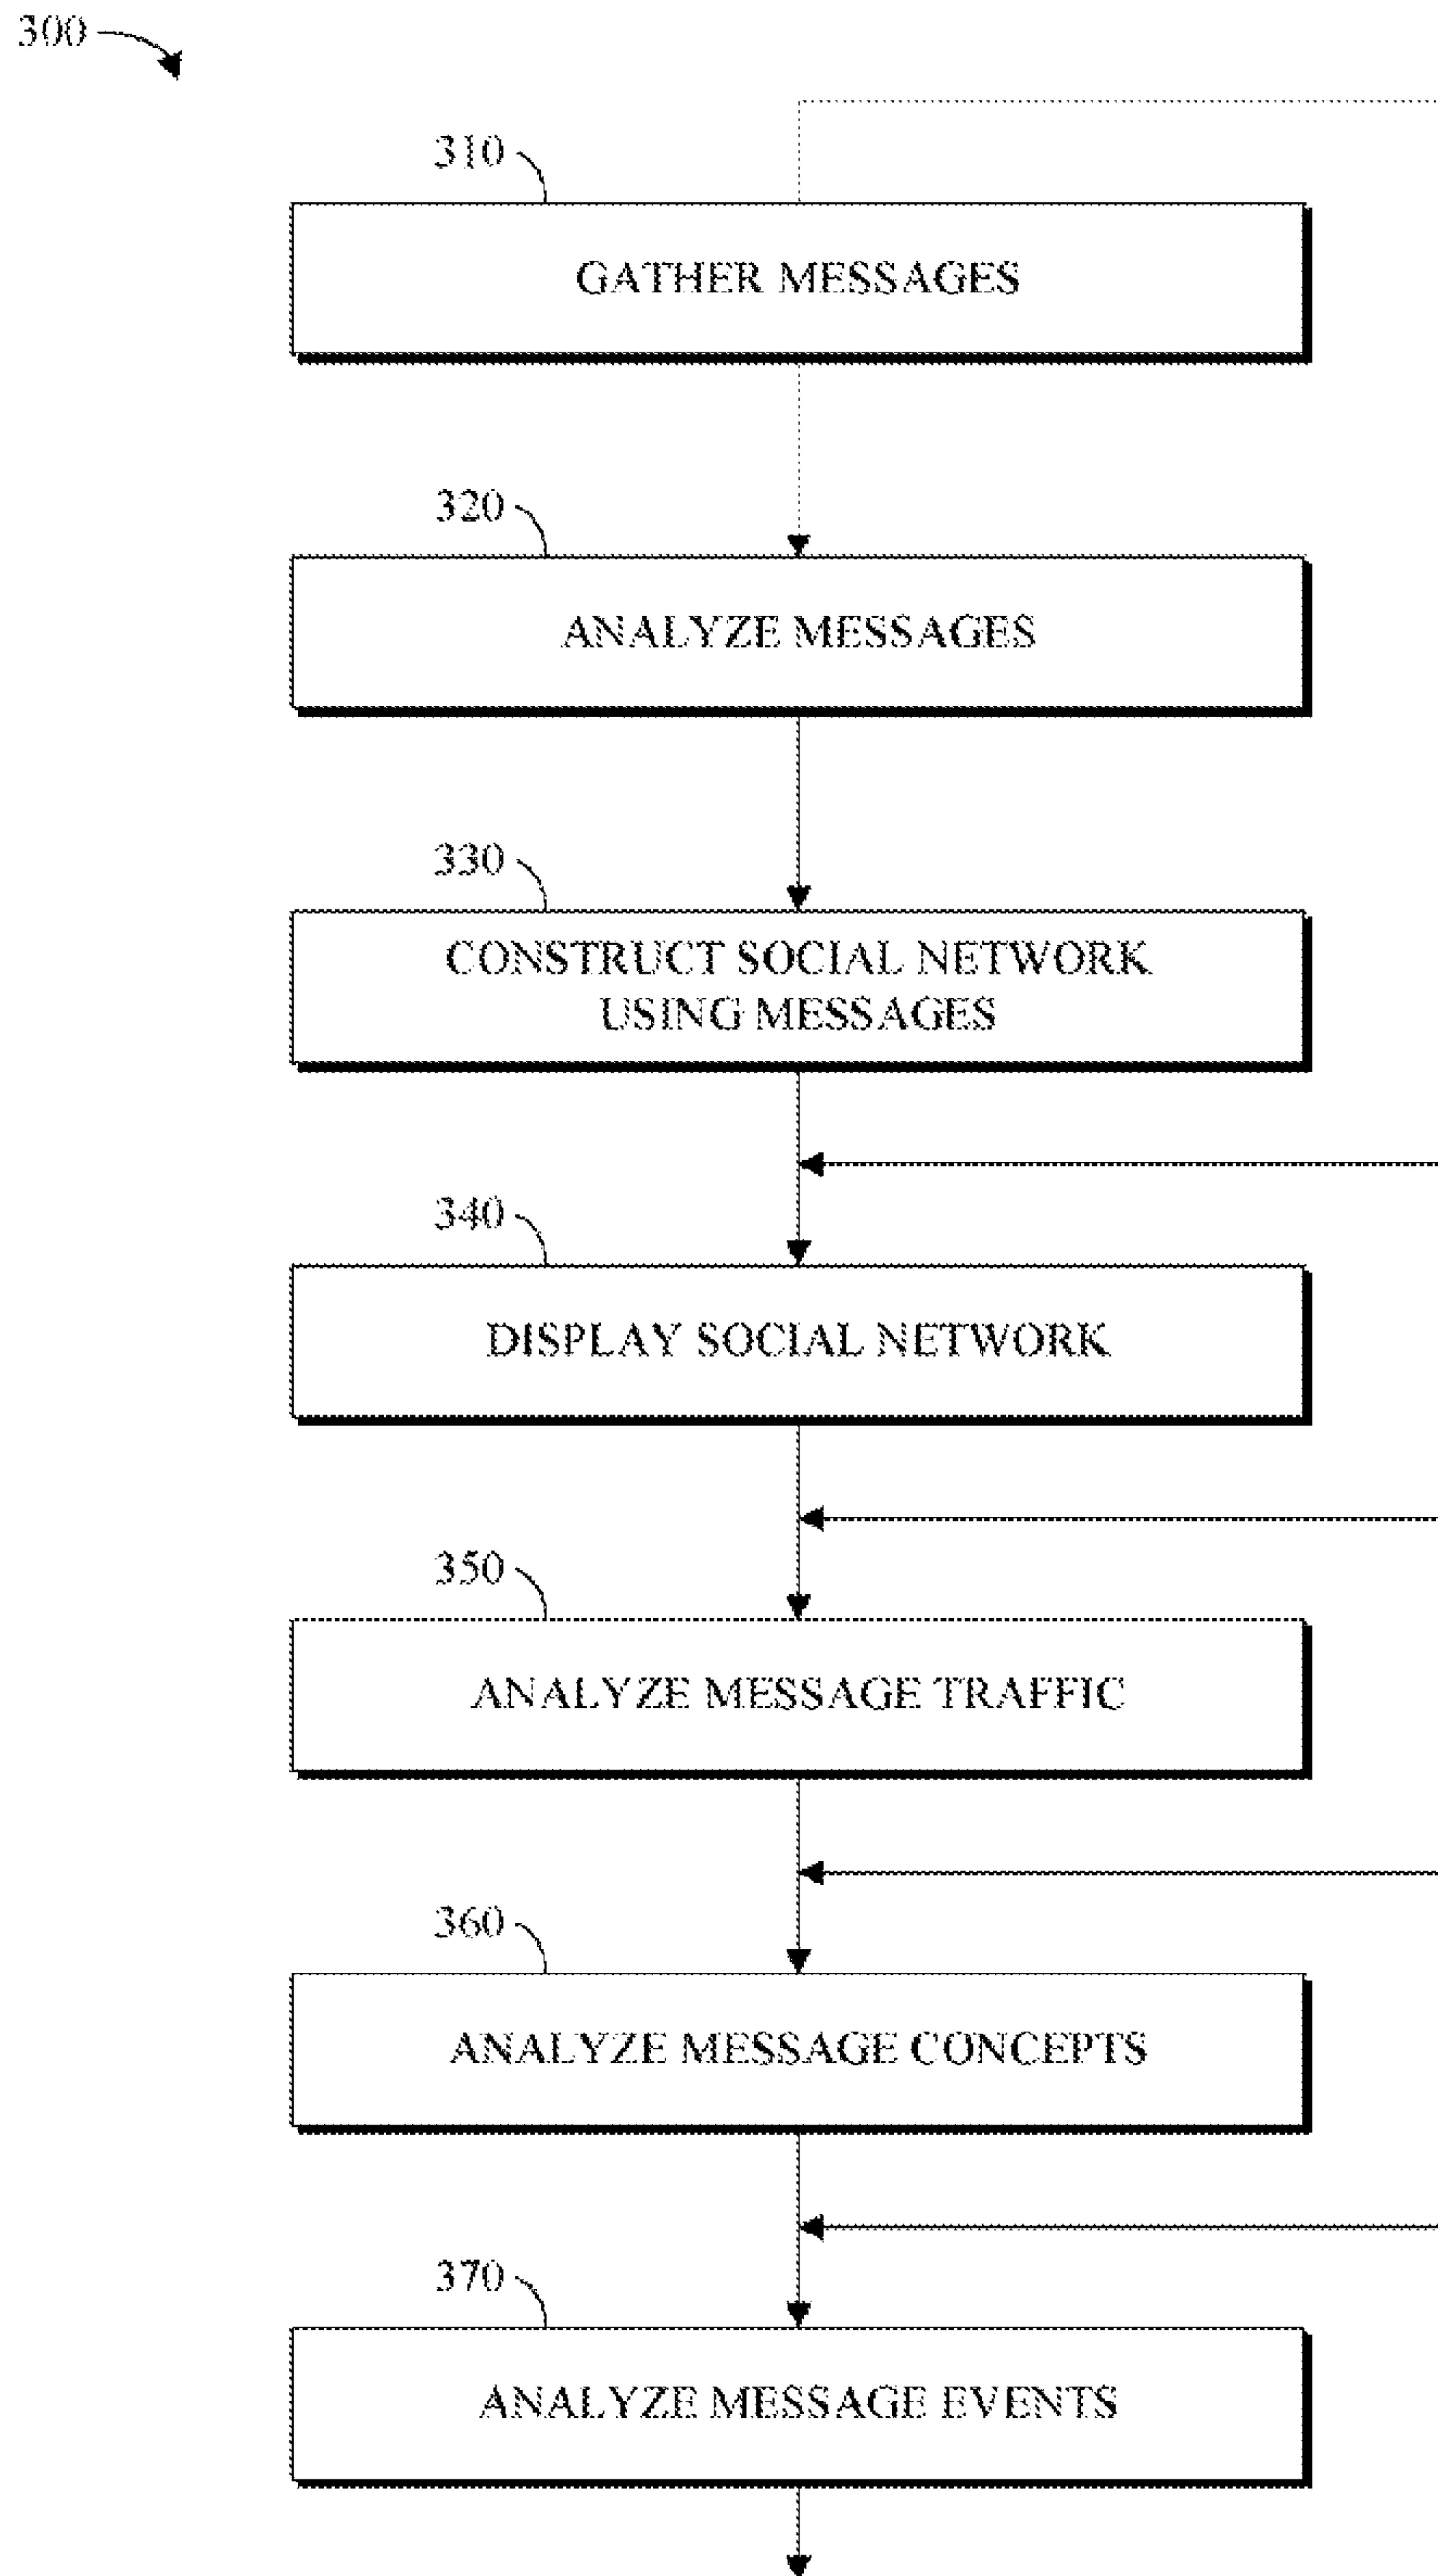 300
310
GATHER MESSAGES
320
ANALYZE MESSAGES
330
CONSTRUCT SOCIAL NETWORK
USING MESSAGES
340
DISPLAY SOCIAL NETWORK
350
ANALYZE MESSAGE TRAFFIC
360
ANALYZE MESSAGE CONCEPTS
370
ANALYZE MESSAGE EVENTS